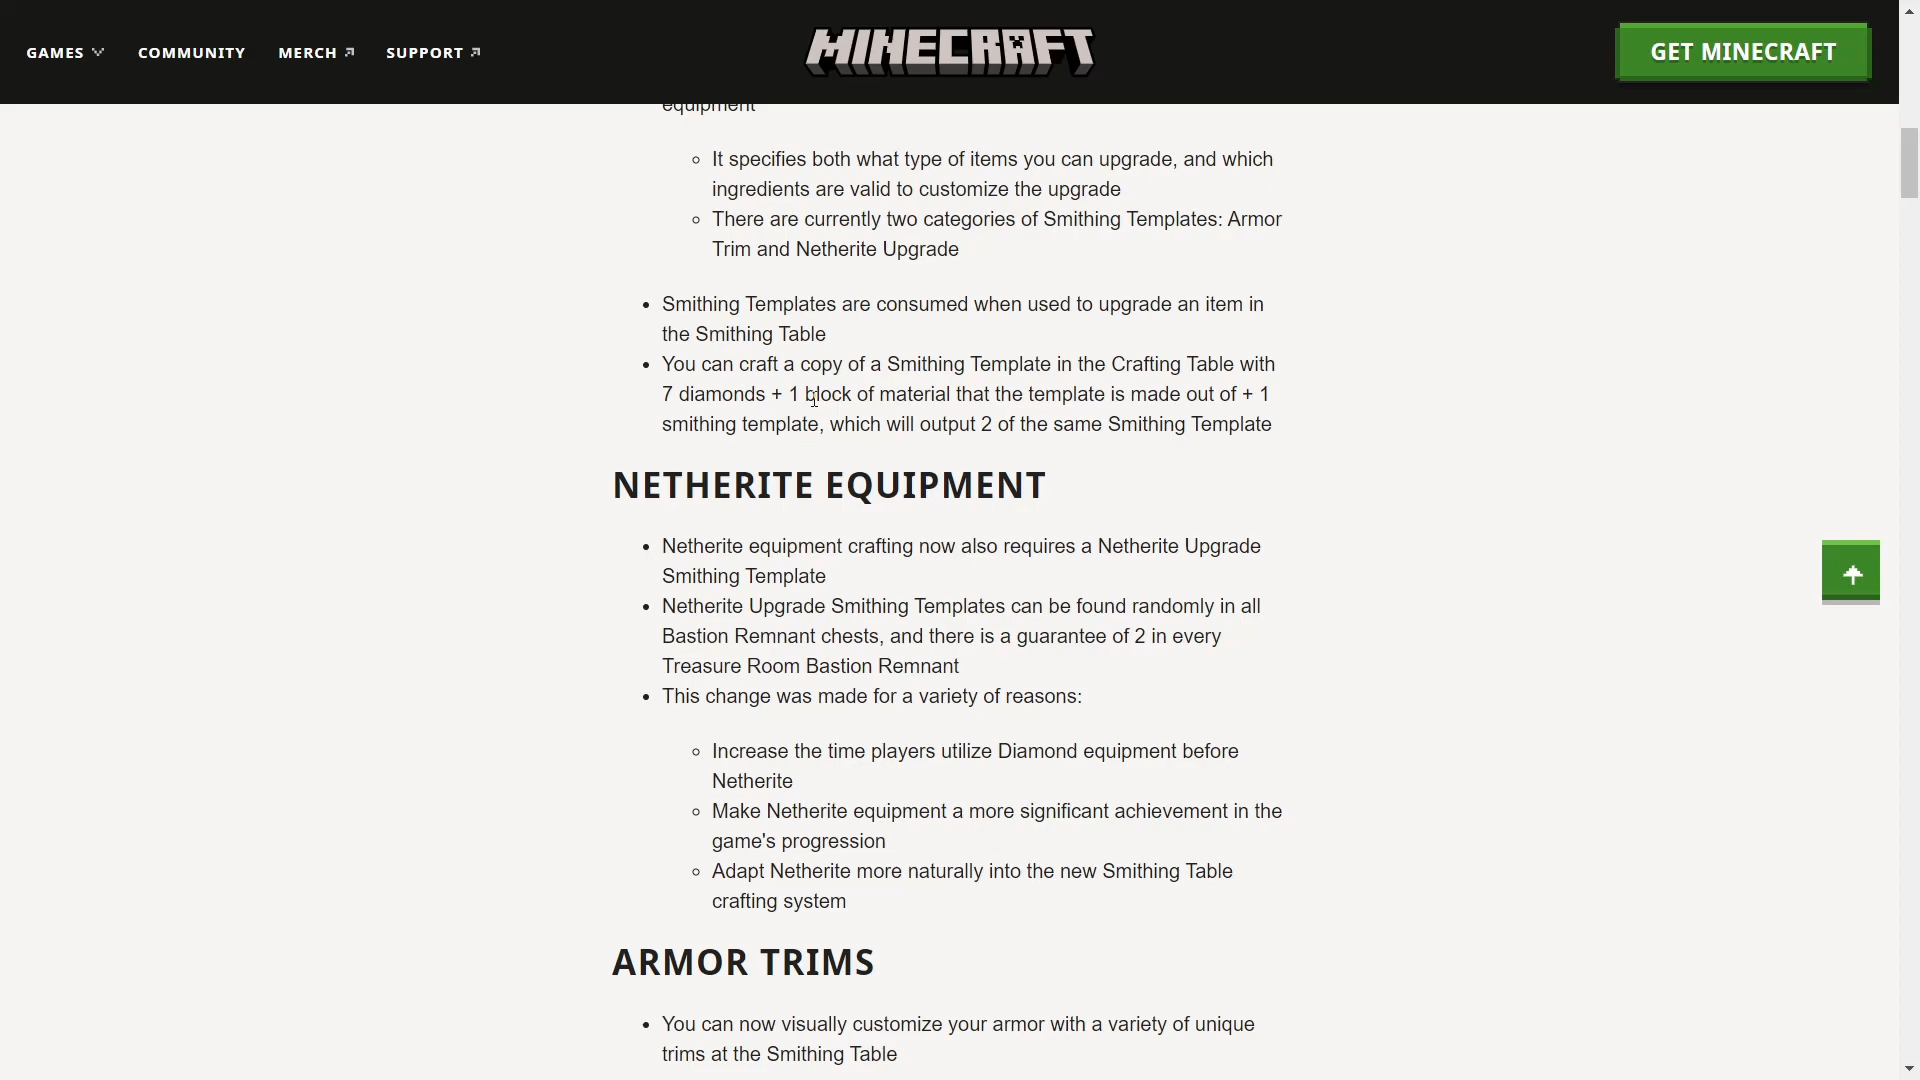 GAMES COMMUNITY MERCH SUPPORT MINECRAFT GET MINECRAFT
equipment
It specifies both what type of items you can upgrade, and which
ingredients are valid to customize the upgrade
There are currently two categories of Smithing Templates: Armor
Trim and Netherite Upgrade
Smithing Templates are consumed when used to upgrade an item in
the Smithing Table
You can craft a copy of a Smithing Template in the Crafting Table with
7 diamonds + 1 block of material that the template is made out of + 1
smithing template, which will output 2 of the same Smithing Template
NETHERITE EQUIPMENT
Netherite equipment crafting now also requires a Netherite Upgrade
Smithing Template
Netherite Upgrade Smithing Templates can be found randomly in all
Bastion Remnant chests, and there is a guarantee of 2 in every
Treasure Room Bastion Remnant
This change was made for a variety of reasons:
Increase the time players utilize Diamond equipment before
Netherite
Make Netherite equipment a more significant achievement in the
game's progression
Adapt Netherite more naturally into the new Smithing Table
crafting system
ARMOR TRIMS
You can now visually customize your armor with a variety of unique
trims at the Smithing Table